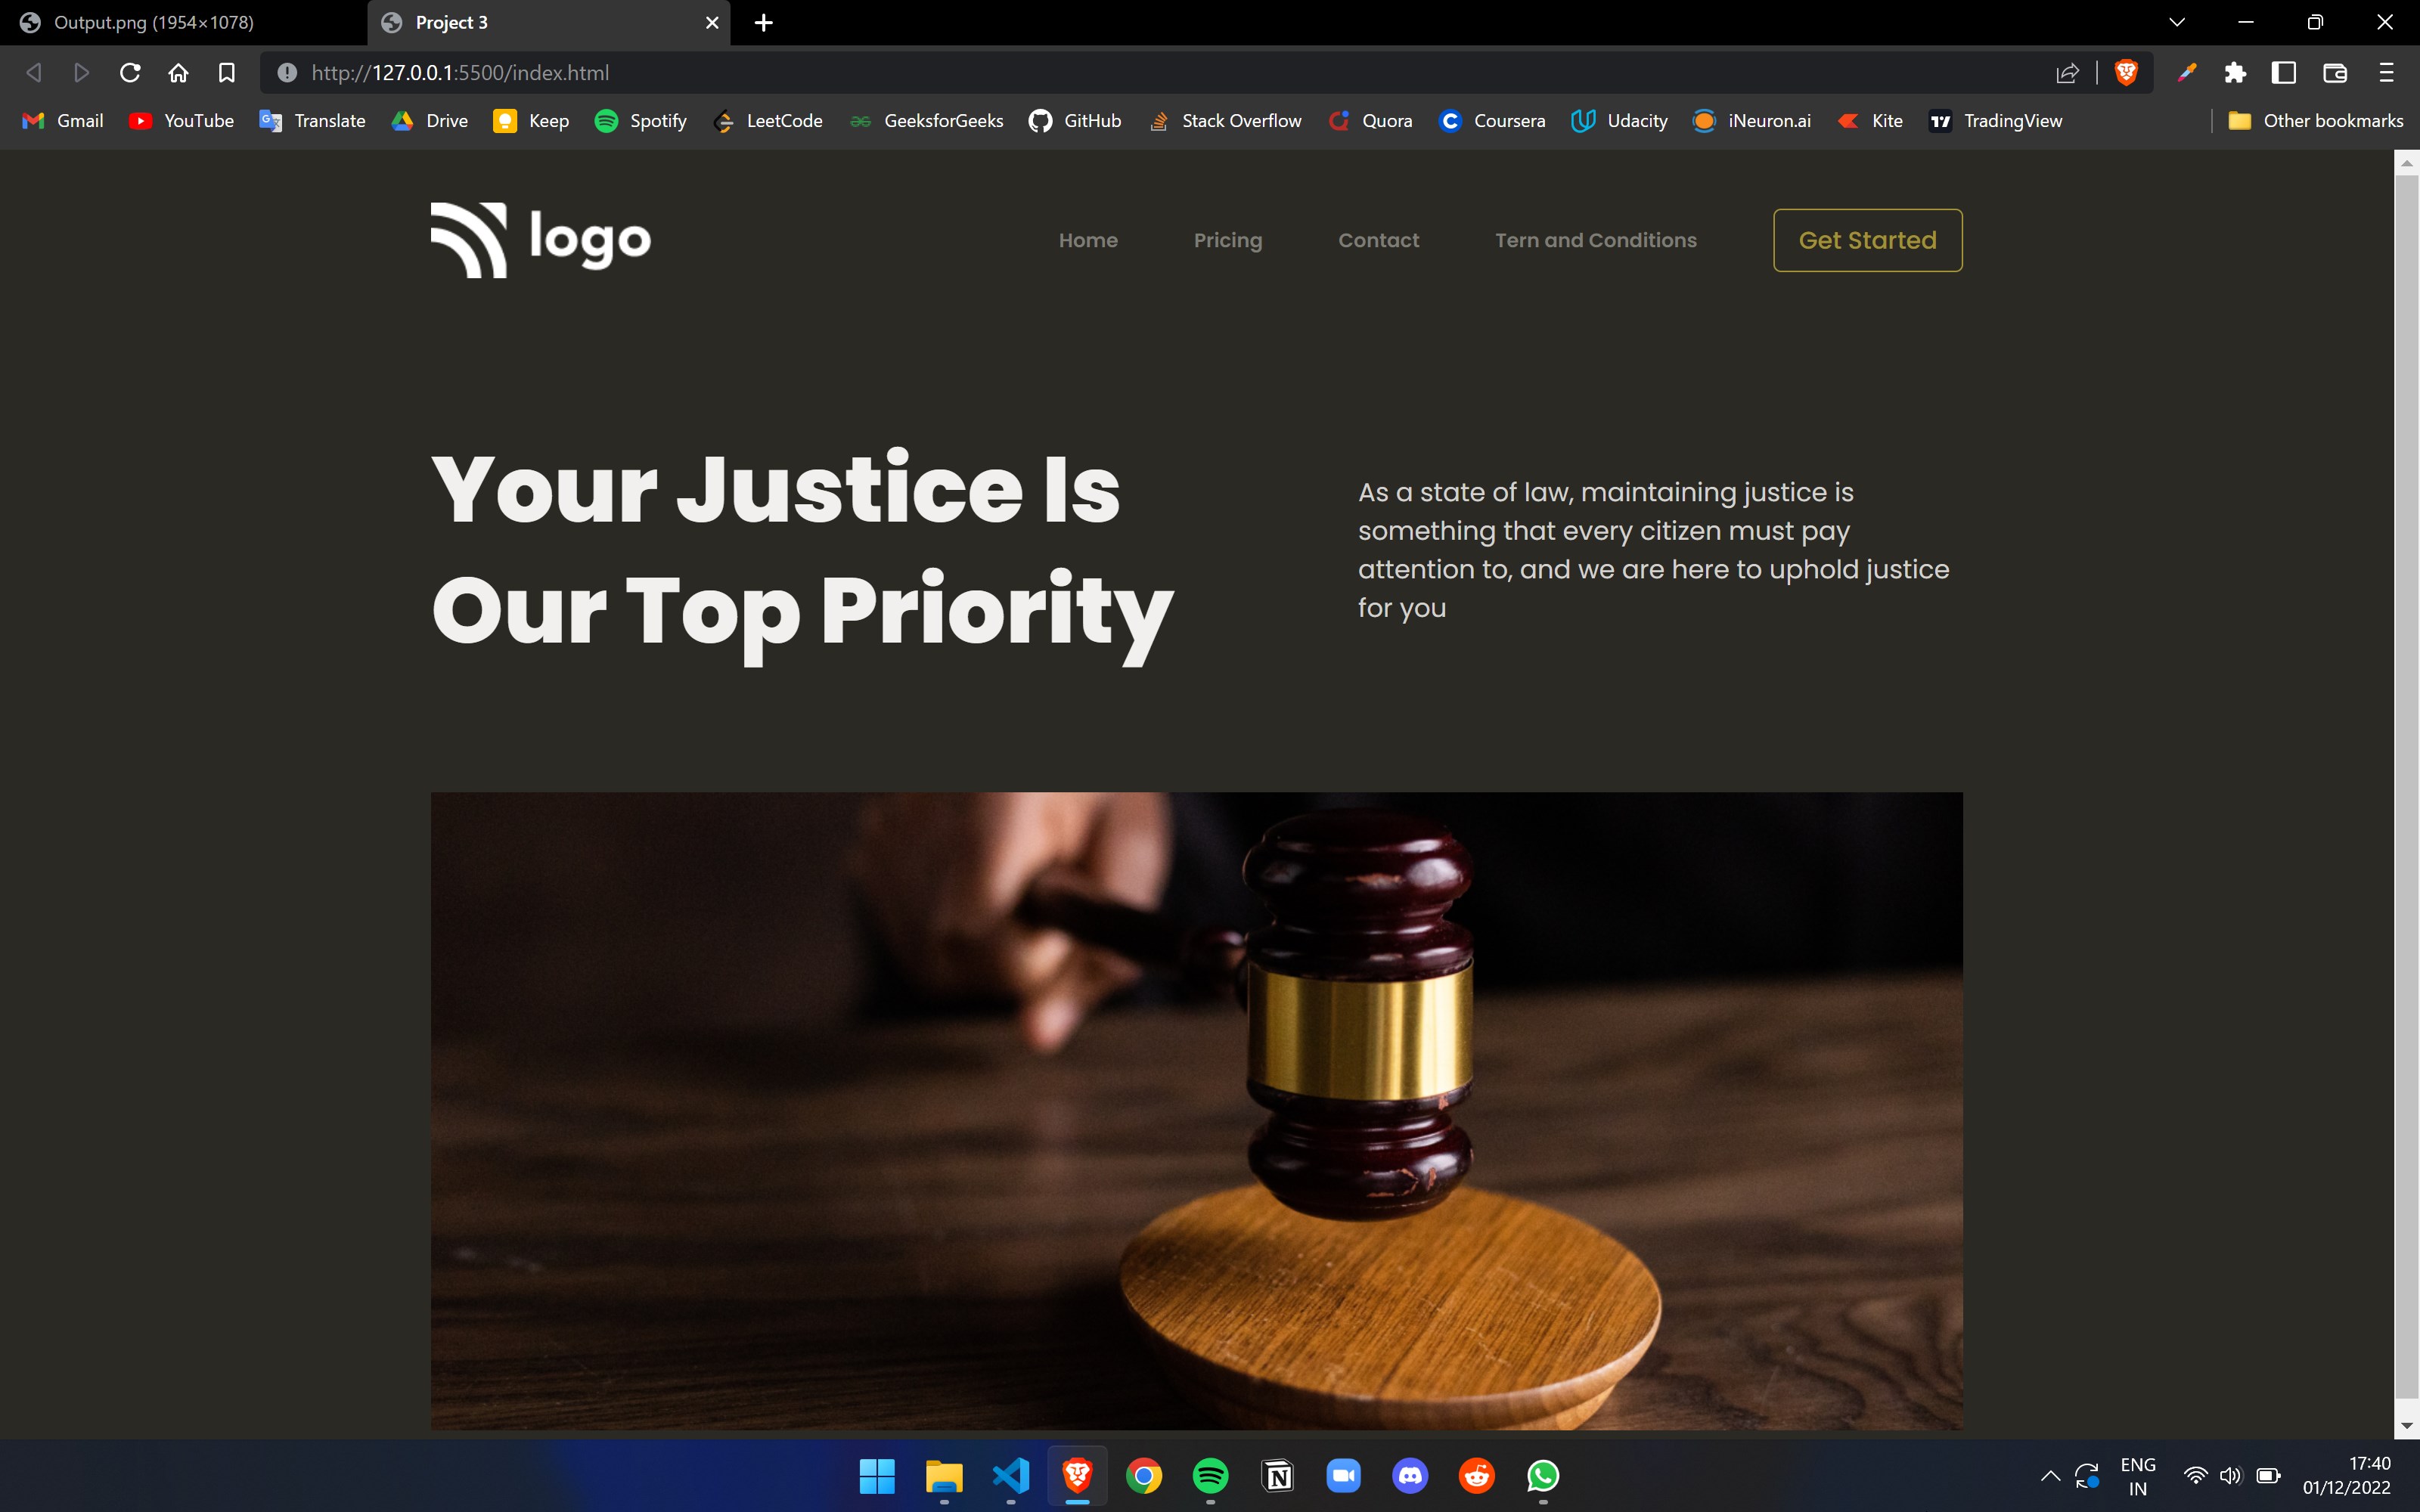 Output.png (1954×1078)
Project 3
http://127.0.0.1:5500/index.html
Gmail
YouTube
Translate
Drive
Keep
Spotify
LeetCode
GeeksforGeeks
GitHub
Stack Overflow
Quora
Coursera
Udacity
iNeuron.ai
Kite
TradingView
Other bookmarks
logo
Home
Pricing
Contact
Tern and Conditions
Get Started
Your Justice Is
Our Top Priority
As a state of law, maintaining justice is
something that every citizen must pay
attention to, and we are here to uphold justice
for you
ENG
IN
17:40
01/12/2022